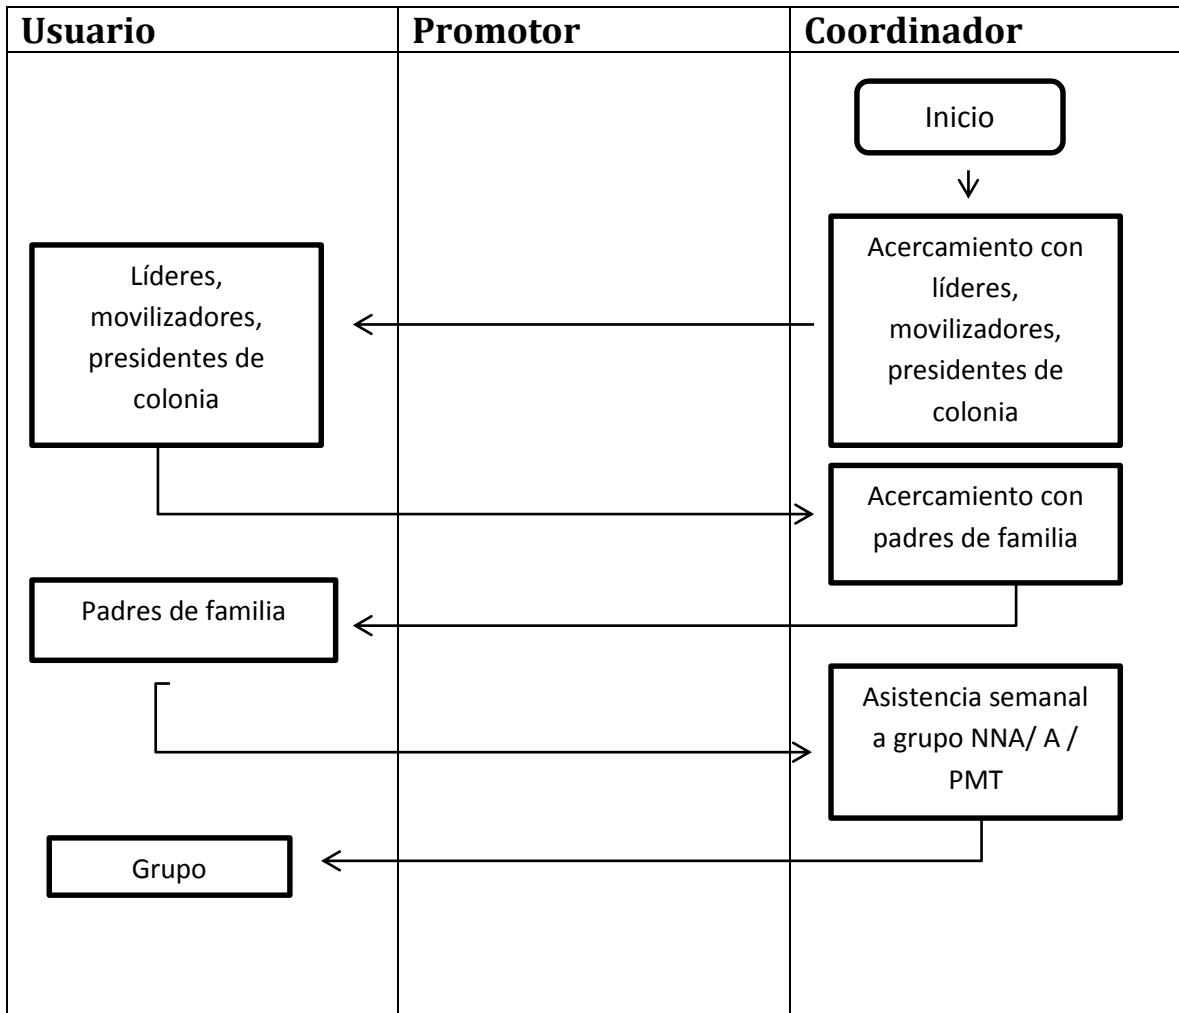 Usuario
Promotor
Coordinador
Inicio
Acercamiento con
líderes,
movilizadores,
presidentes de
colonia
Líderes,
movilizadores,
presidentes de
colonia
Acercamiento con
padres de familia
Padres de familia
Asistencia semanal
a grupo NNA/ A /
PMT
Grupo